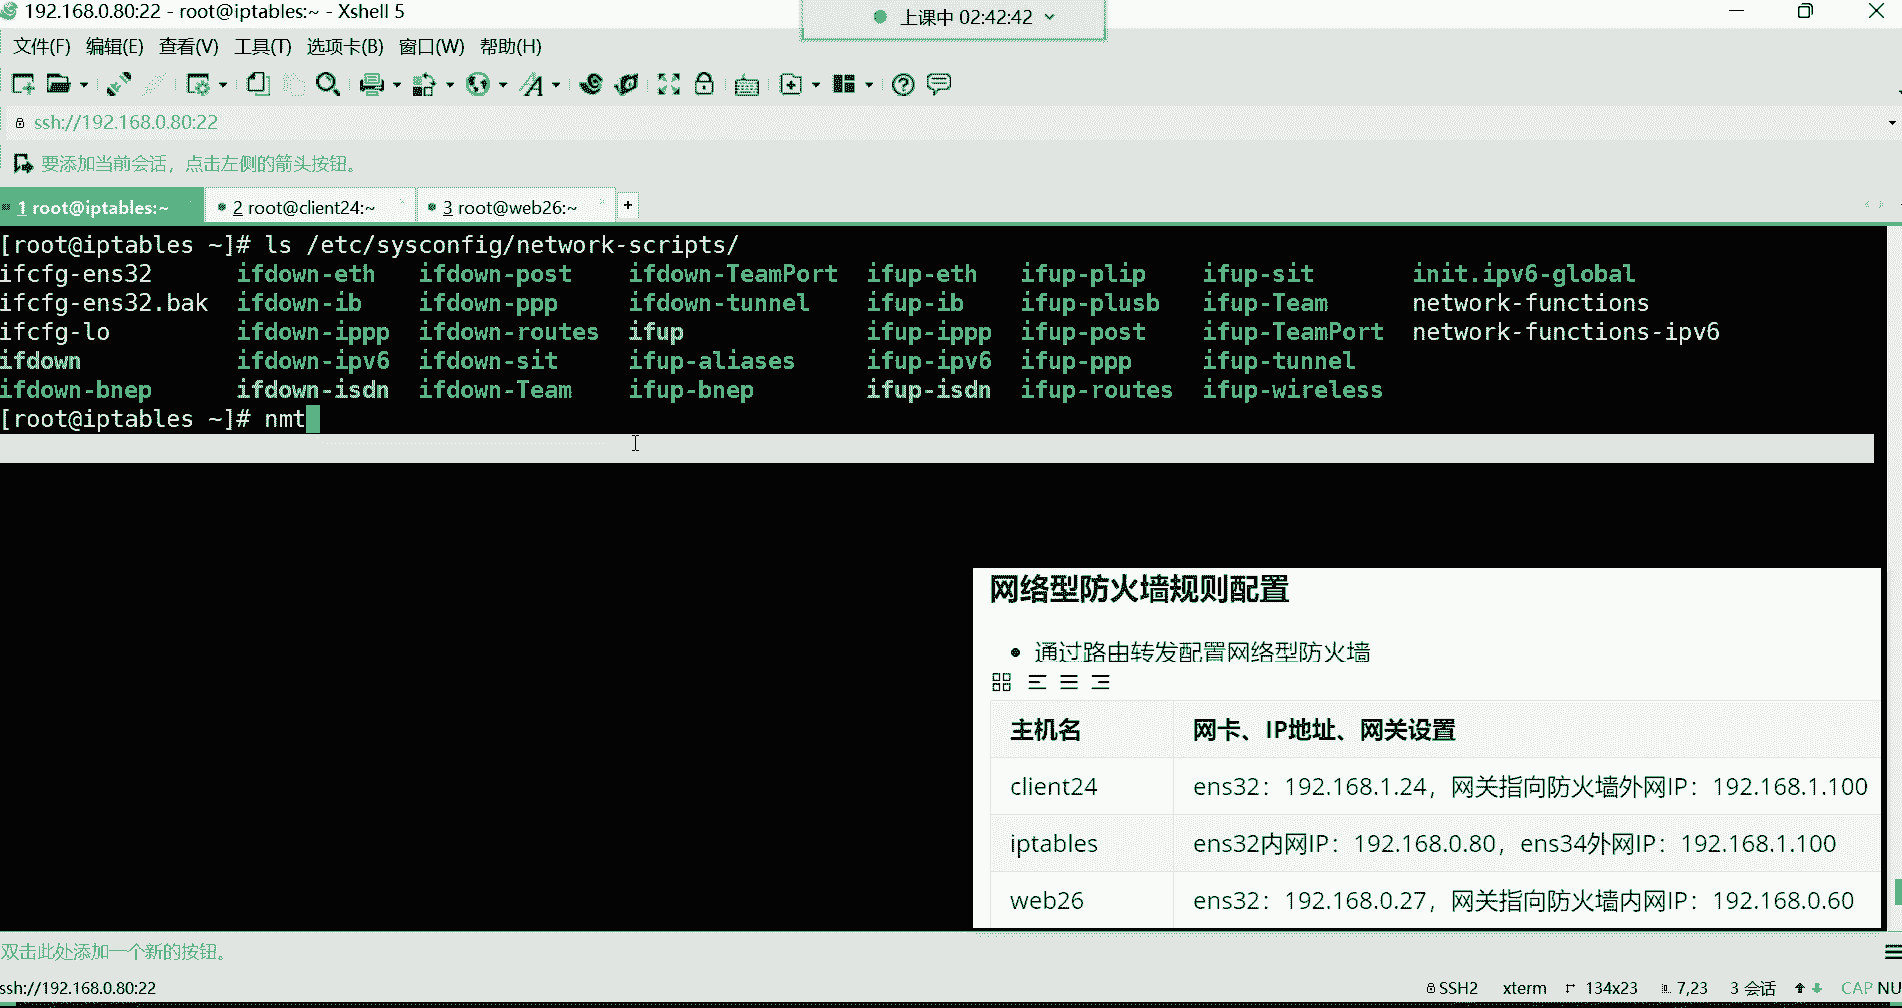 192.168.0.80:22 - root@iptables:~ - Xshell 5
上课中 02:42:42
文件(F) 编辑(E) 查看(V) 工具(T) 选项卡(B) 窗口(W) 帮助(H)
ssh://192.168.0.80:22
要添加当前会话，点击左侧的箭头按钮。
1 root@iptables:~ 2 root@client24:~ 3 root@web26:~ +
[root@iptables ~]# ls /etc/sysconfig/network-scripts/
ifcfg-ens32 ifdown-eth ifdown-post ifdown-TeamPort ifup-eth ifup-plip ifup-sit init.ipv6-global
ifcfg-ens32.bak ifdown-ib ifdown-ppp ifdown-tunnel ifup-ib ifup-plusb ifup-Team network-functions
ifcfg-lo ifdown-ippp ifdown-routes ifup ifup-ippp ifup-post ifup-TeamPort network-functions-ipv6
ifdown ifdown-ipv6 ifdown-sit ifup-aliases ifup-ipv6 ifup-ppp ifup-tunnel
ifdown-bnep ifdown-isdn ifdown-Team ifup-bnep ifup-isdn ifup-routes ifup-wireless
[root@iptables ~]# nmt
网络型防火墙规则配置
• 通过路由转发配置网络型防火墙
主机名 网卡、IP地址、网关设置
client24 ens32：192.168.1.24，网关指向防火墙外网IP：192.168.1.100
iptables ens32内网IP：192.168.0.80，ens34外网IP：192.168.1.100
web26 ens32：192.168.0.27，网关指向防火墙内网IP：192.168.0.60
双击此处添加一个新的按钮。
ssh://192.168.0.80:22 SSH2 xterm 134x23 7,23 3 会话 CAP NU